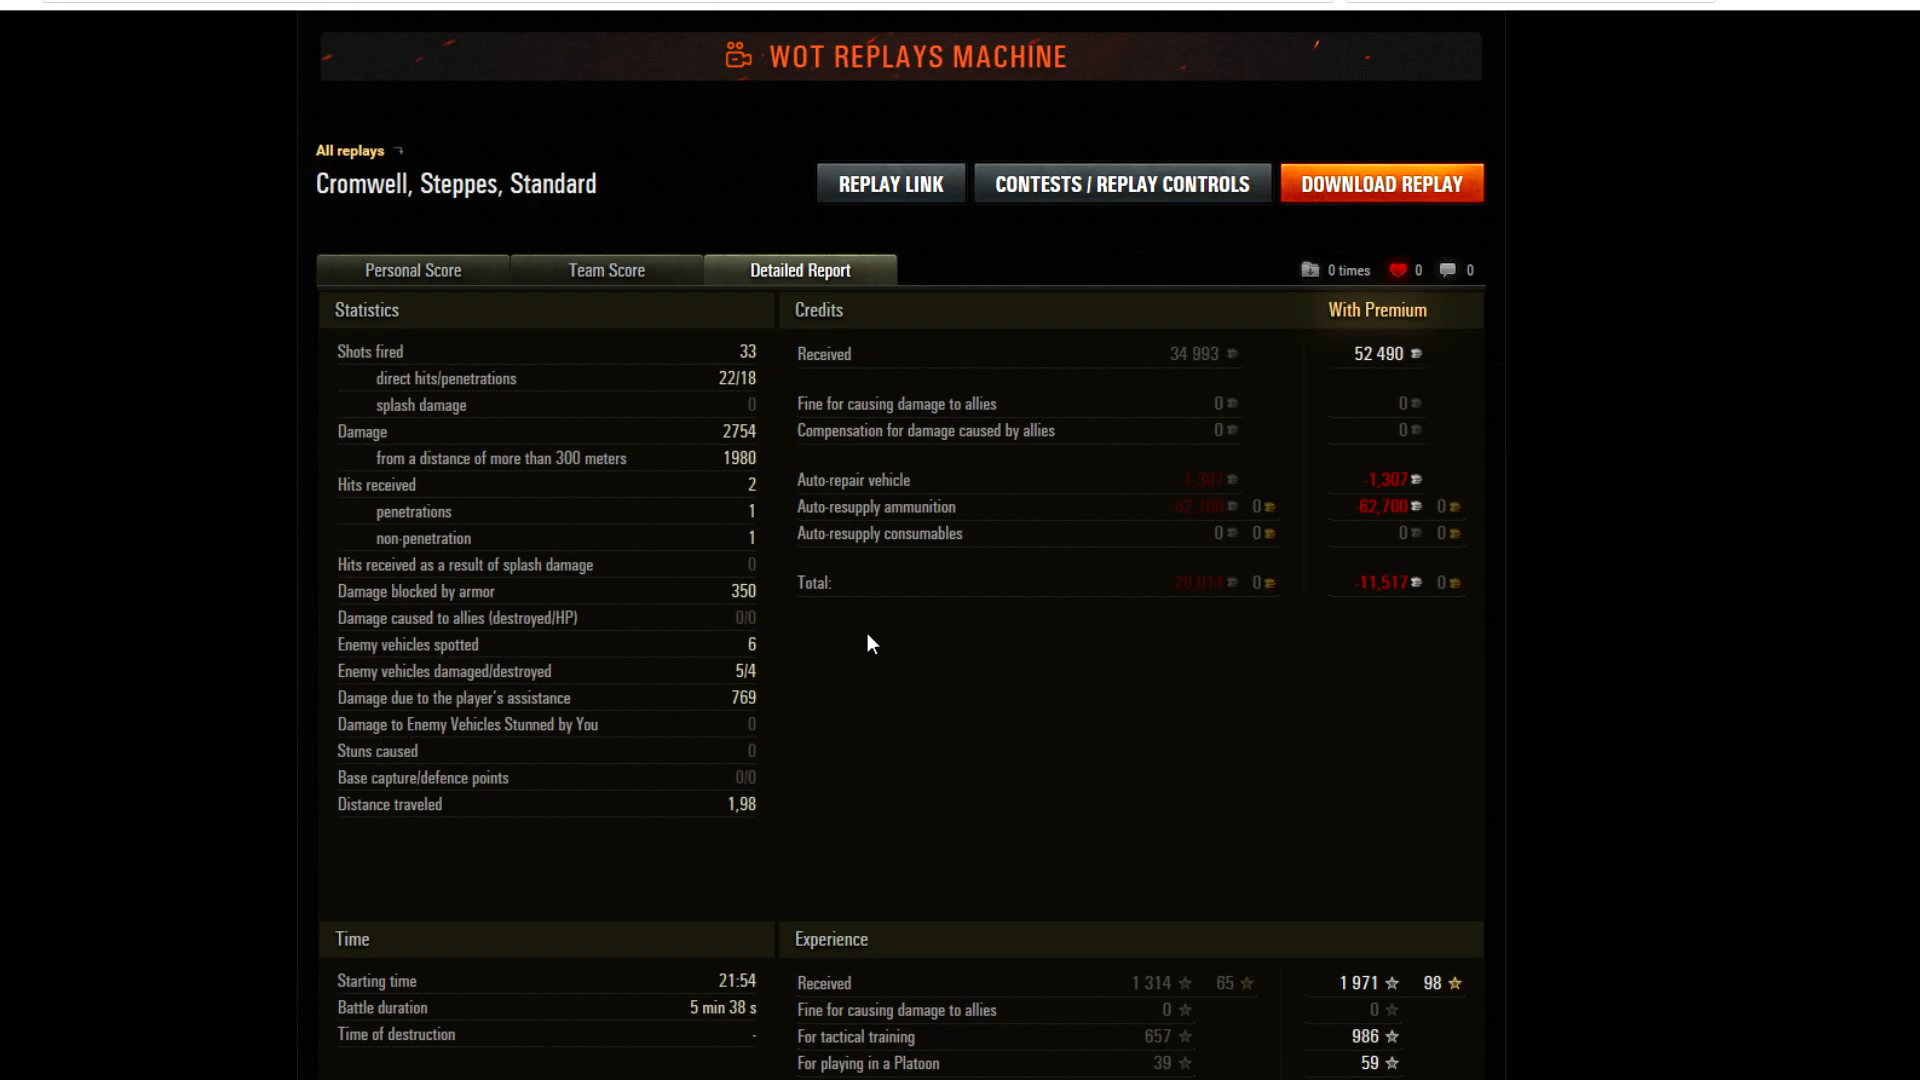 WOT REPLAYS MACHINE
All replays
Cromwell, Steppes, Standard
REPLAY LINK
CONTESTS / REPLAY CONTROLS
DOWNLOAD REPLAY
Personal Score
Team Score
Detailed Report
0 times 0 0
Statistics
Shots fired 33
direct hits/penetrations 22/18
splash damage 0
Damage 2754
from a distance of more than 300 meters 1980
Hits received 2
penetrations 1
non-penetration 1
Hits received as a result of splash damage 0
Damage blocked by armor 350
Damage caused to allies (destroyed/HP) 0/0
Enemy vehicles spotted 6
Enemy vehicles damaged/destroyed 5/4
Damage due to the player's assistance 769
Damage to Enemy Vehicles Stunned by You 0
Stuns caused 0
Base capture/defence points 0/0
Distance traveled 1,98
Credits With Premium
Received 34 993 52 490
Fine for causing damage to allies 0 0
Compensation for damage caused by allies 0 0
Auto-repair vehicle -1,307 -1,307
Auto-resupply ammunition -62,700 0 -62,700 0
Auto-resupply consumables 0 0 0 0
Total: -29,014 0 -11,517 0
Time
Starting time 21:54
Battle duration 5 min 38 s
Time of destruction -
Experience
Received 1 314 65 1 971 98
Fine for causing damage to allies 0 0
For tactical training 657 986
For playing in a Platoon 39 59